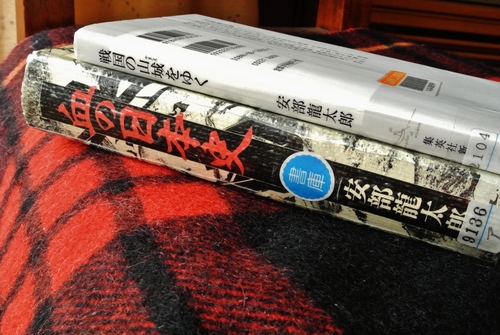 戦国の山城をゆく
安部龍太郎
集英社新
104
血の日本史
書庫
安部龍太郎
9136